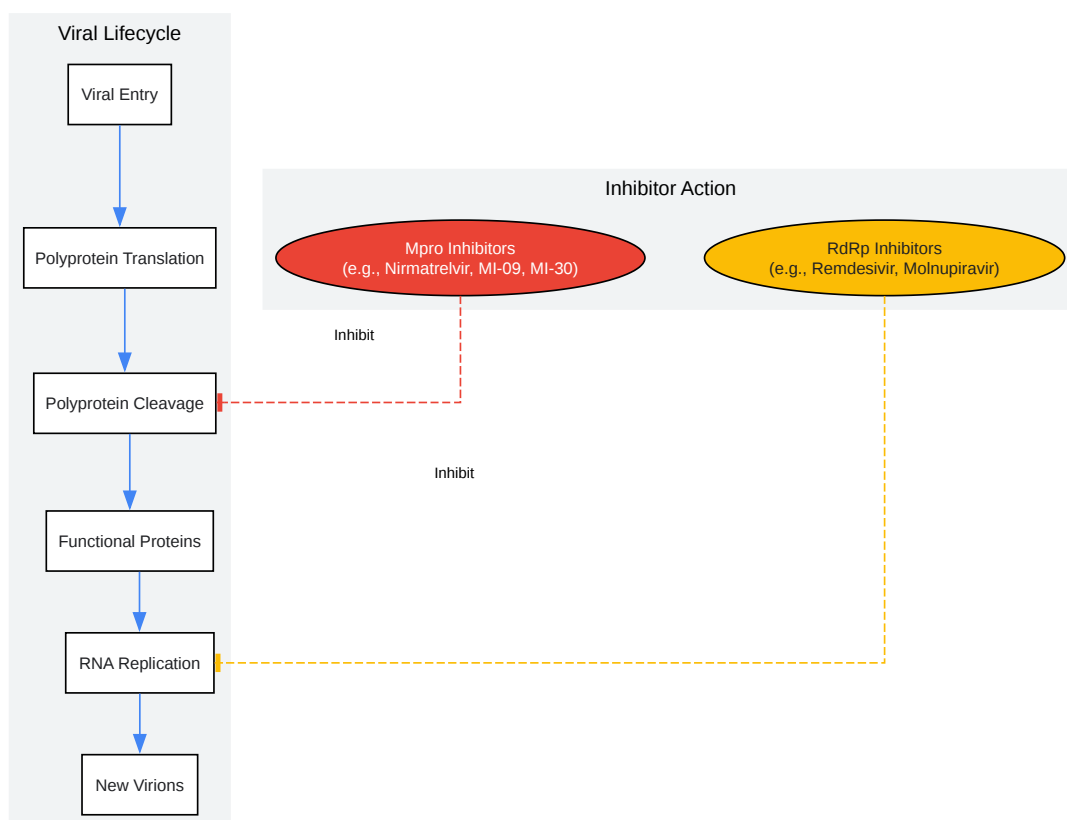 Viral Lifecycle
Viral Entry
Polyprotein Translation
Polyprotein Cleavage
Functional Proteins
RNA Replication
New Virions
Inhibitor Action
Mpro Inhibitors
(e.g., Nirmatrelvir, MI-09, MI-30)
RdRp Inhibitors
(e.g., Remdesivir, Molnupiravir)
Inhibit
Inhibit